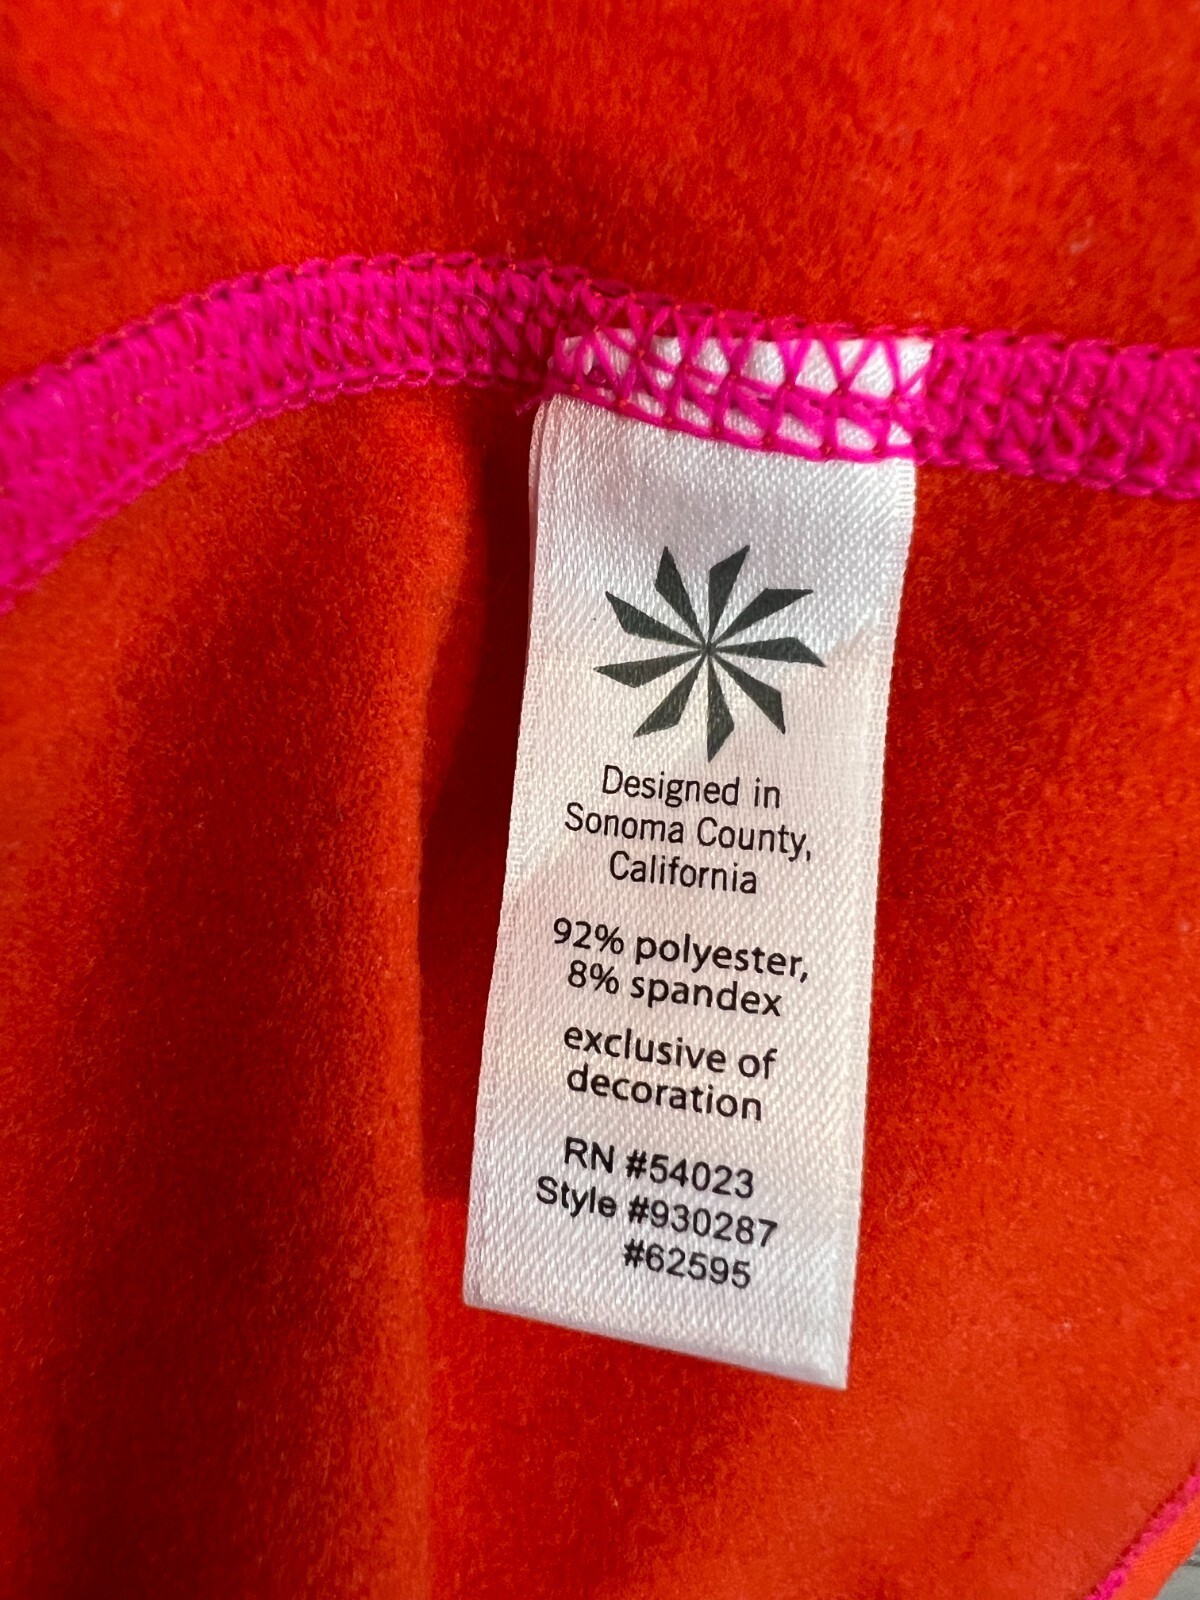 Designed in
Sonoma County,
California
92% polyester,
8% spandex
exclusive of
decoration
RN #54023
Style #930287
#62595